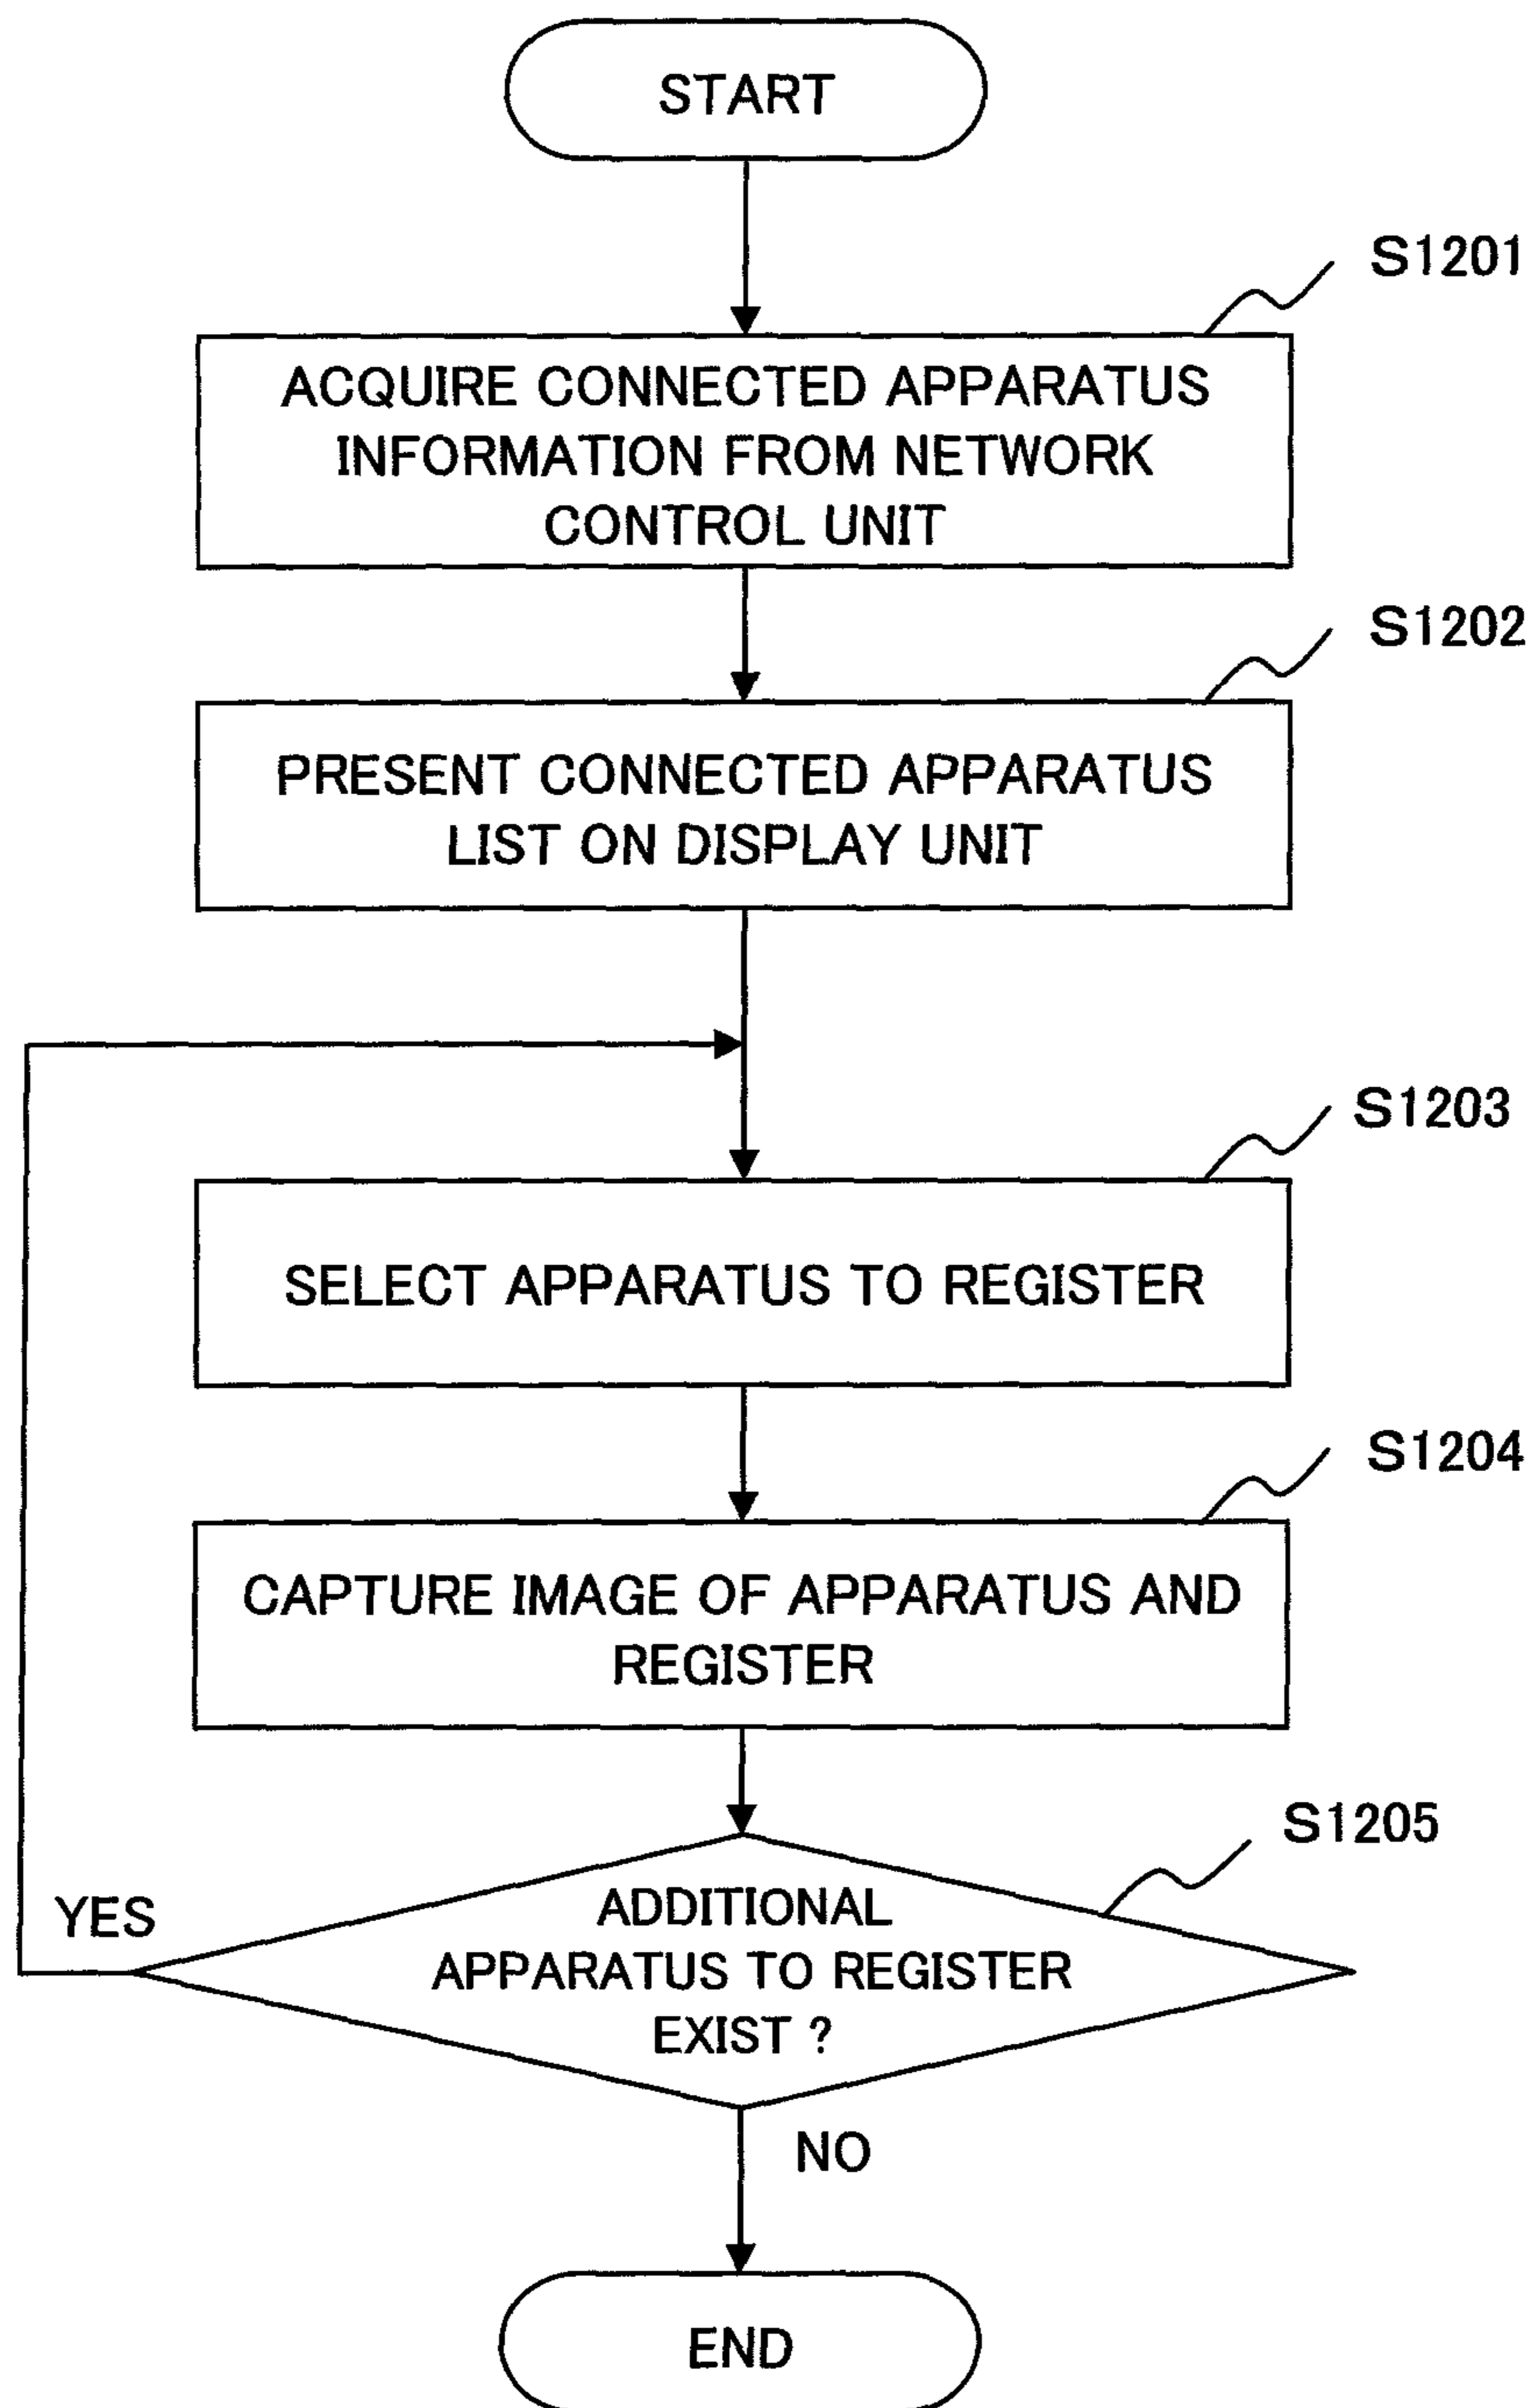 START
S1201
ACQUIRE CONNECTED APPARATUS
INFORMATION FROM NETWORK
CONTROL UNIT
S1202
PRESENT CONNECTED APPARATUS
LIST ON DISPLAY UNIT
S1203
SELECT APPARATUS TO REGISTER
S1204
CAPTURE IMAGE OF APPARATUS AND
REGISTER
S1205
YES
ADDITIONAL
APPARATUS TO REGISTER
EXIST ?
NO
END